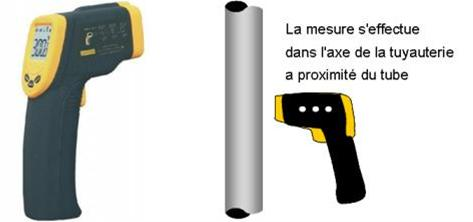 La mesure s'effectue
dans l'axe de la tuyauterie
a proximité du tube